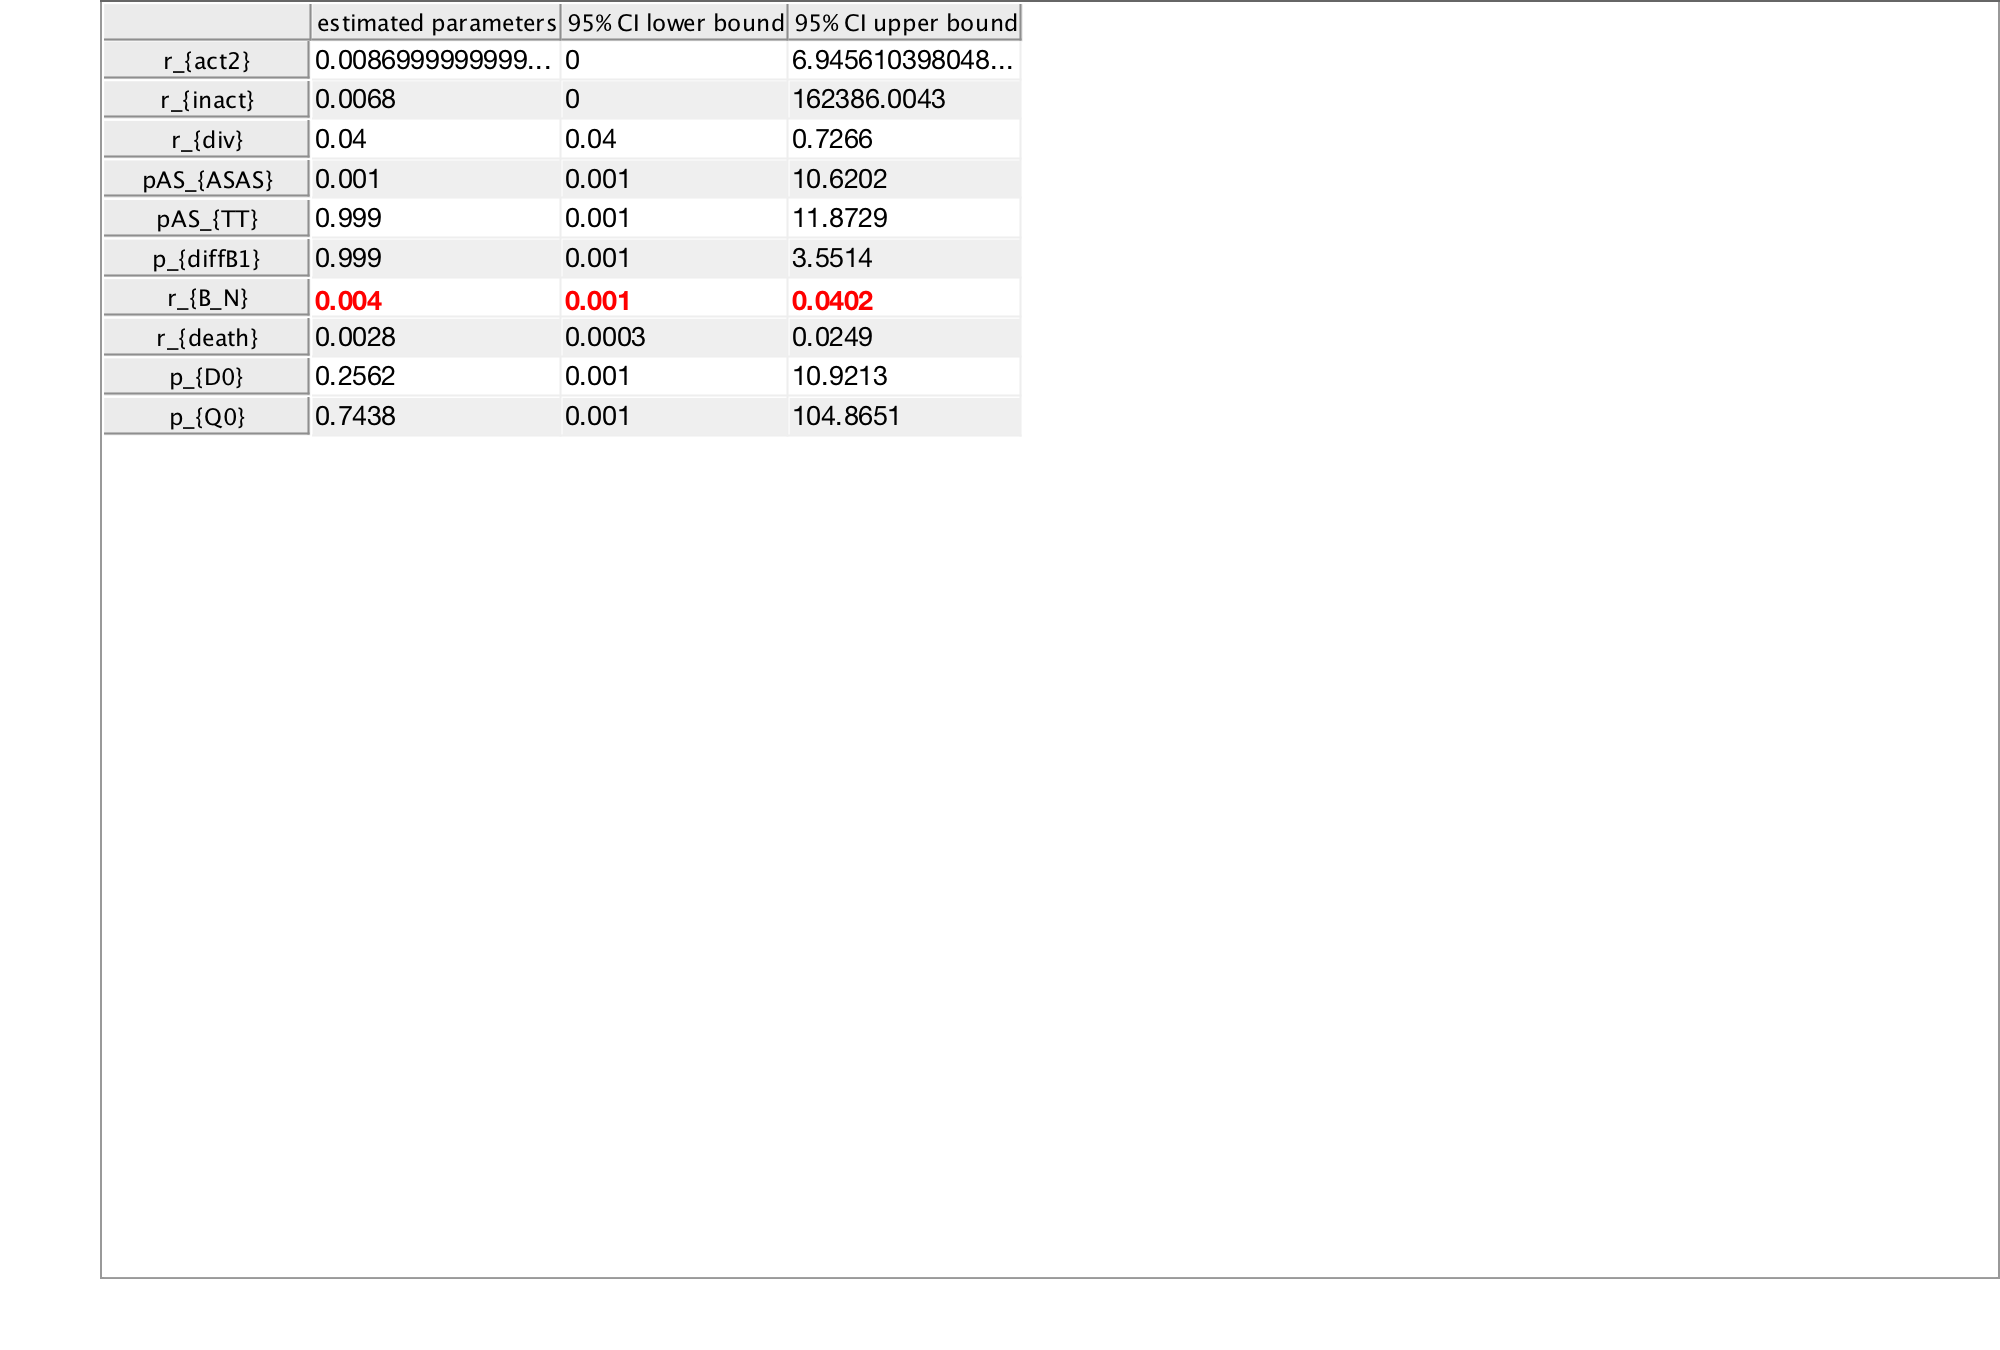 estimated parameters 95% CI lower bound 95% CI upper bound
r_{act2} 0.0086999999999... 0 6.945610398048...
r_{inact} 0.0068 0 162386.0043
r_{div} 0.04 0.04 0.7266
pAS_{ASAS} 0.001 0.001 10.6202
pAS_{TT} 0.999 0.001 11.8729
p_{diffB1} 0.999 0.001 3.5514
r_{B_N} 0.004 0.001 0.0402
r_{death} 0.0028 0.0003 0.0249
p_{D0} 0.2562 0.001 10.9213
p_{Q0} 0.7438 0.001 104.8651